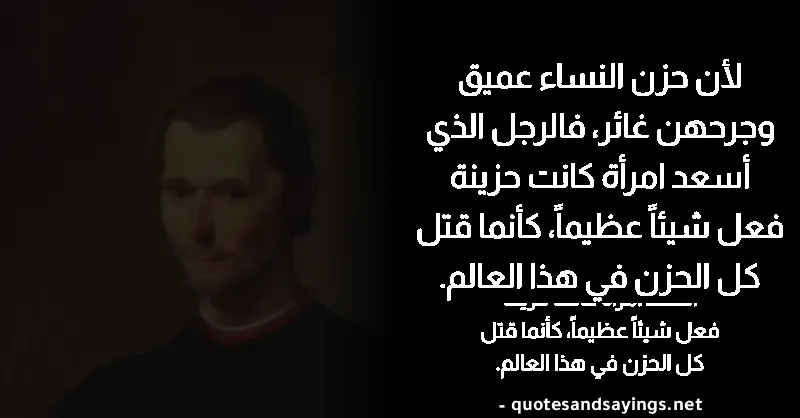 لأن حزن النساء عميق
وجرحهن غائر، فالرجل الذي
أسعد امرأة كانت حزينة
فعل شيئاً عظيماً، كأنما قتل
كل الحزن في هذا العالم.
فعل شيئاً عظيماً، كأنما قتل
كل الحزن في هذا العالم.
- quotesandsayings.net